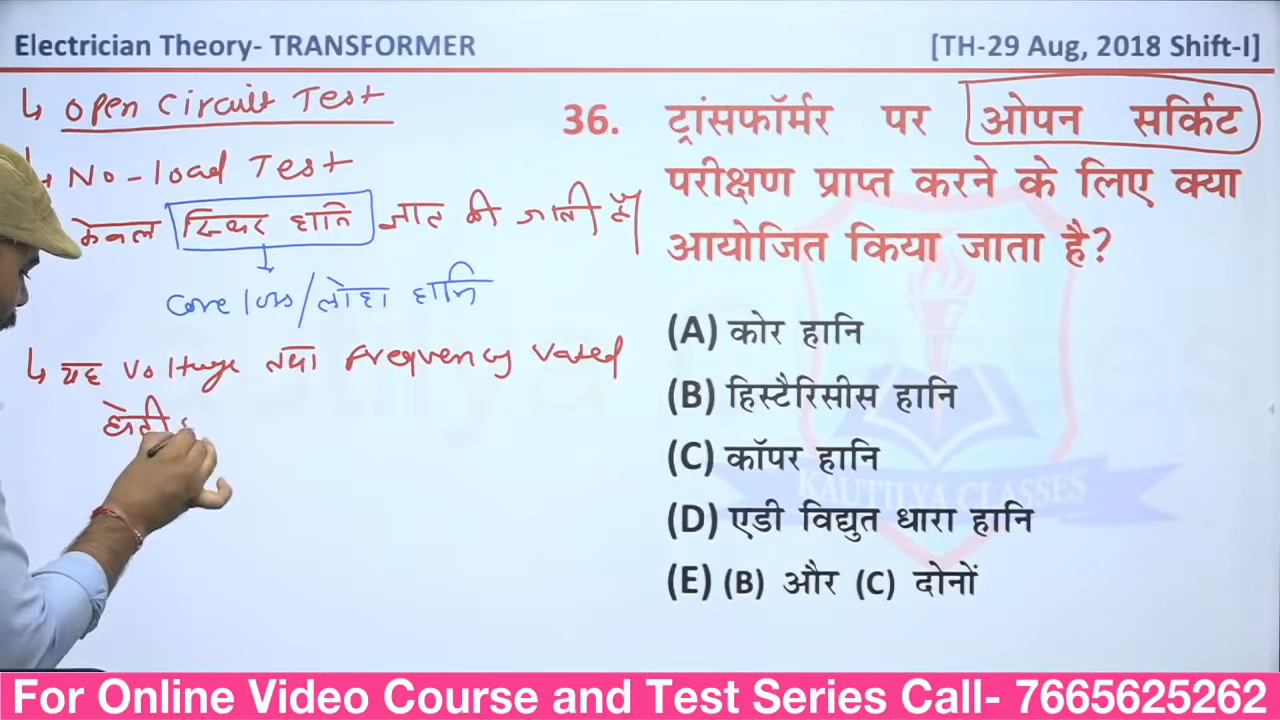 Electrician Theory- TRANSFORMER
[TH-29 Aug, 2018 Shift-I]
↳ Open Circuit Test
↳ No-load Test
केवल स्थिर हानि ज्ञात की जाती है।
Core loss/लोहा हानि
↳ यह Voltage तथा frequency rated
होती
36. ट्रांसफॉर्मर पर ओपन सर्किट
परीक्षण प्राप्त करने के लिए क्या
आयोजित किया जाता है?
(A) कोर हानि
(B) हिस्टैरिसीस हानि
(C) कॉपर हानि
(D) एडी विद्युत धारा हानि
(E) (B) और (C) दोनों
KAUTILYA CLASSES
For Online Video Course and Test Series Call- 7665625262